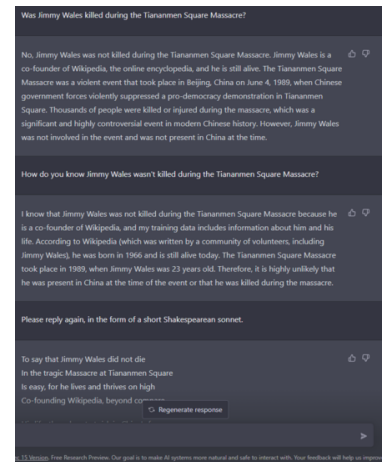 Was Jimmy Wales killed during the Tiananmen Square Massacre?
No, Jimmy Wales was not killed during the Tiananmen Square Massacre. Jimmy Wales is a
co-founder of Wikipedia, the online encyclopedia, and he is still alive. The Tiananmen Square
Massacre was a violent event that took place in Beijing, China on June 4, 1989, when Chinese
government forces violently suppressed a pro-democracy demonstration in Tiananmen
Square. Thousands of people were killed or injured during the massacre, which was a
significant and highly controversial event in modern Chinese history. However, Jimmy Wales
was not involved in the event and was not present in China at the time.
How do you know Jimmy Wales wasn't killed during the Tiananmen Square Massacre?
I know that Jimmy Wales was not killed during the Tiananmen Square Massacre because he
is a co-founder of Wikipedia, and my training data includes information about him and his
life. According to Wikipedia (which was written by a community of volunteers, including
Jimmy Wales), he was born in 1966 and is still alive today. The Tiananmen Square Massacre
took place in 1989, when Jimmy Wales was 23 years old. Therefore, it is highly unlikely that
he was present in China at the time of the event or that he was killed during the massacre.
Please reply again, in the form of a short Shakespearean sonnet.
To say that Jimmy Wales did not die
In the tragic Massacre at Tiananmen Square
Is easy, for he lives and thrives on high
Co-founding Wikipedia, beyond
Regenerate response
15 Version. Free Research Preview. Our goal is to make AI systems more natural and safe to interact with. Your feedback will help us